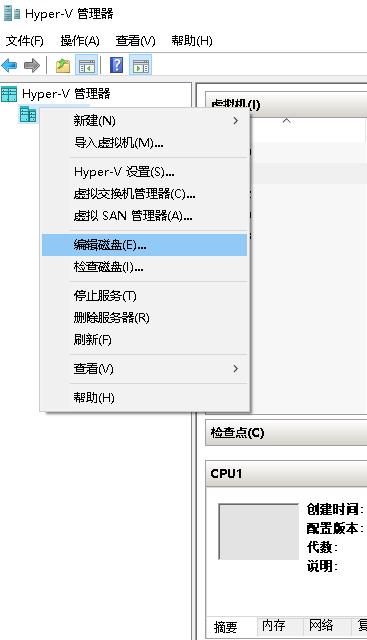 Hyper-V 管理器
文件(F) 操作(A) 查看(V) 帮助(H)
Hyper-V 管理器
新建(N)
导入虚拟机(M)...
Hyper-V 设置(S)...
虚拟交换机管理器(C)...
虚拟 SAN 管理器(A)...
编辑磁盘(E)...
检查磁盘(I)...
停止服务(T)
删除服务器(R)
刷新(F)
查看(V)
帮助(H)
虚拟机(I)
检查点(C)
CPU1
创建时间:
配置版本:
代数:
说明:
摘要 内存 网络